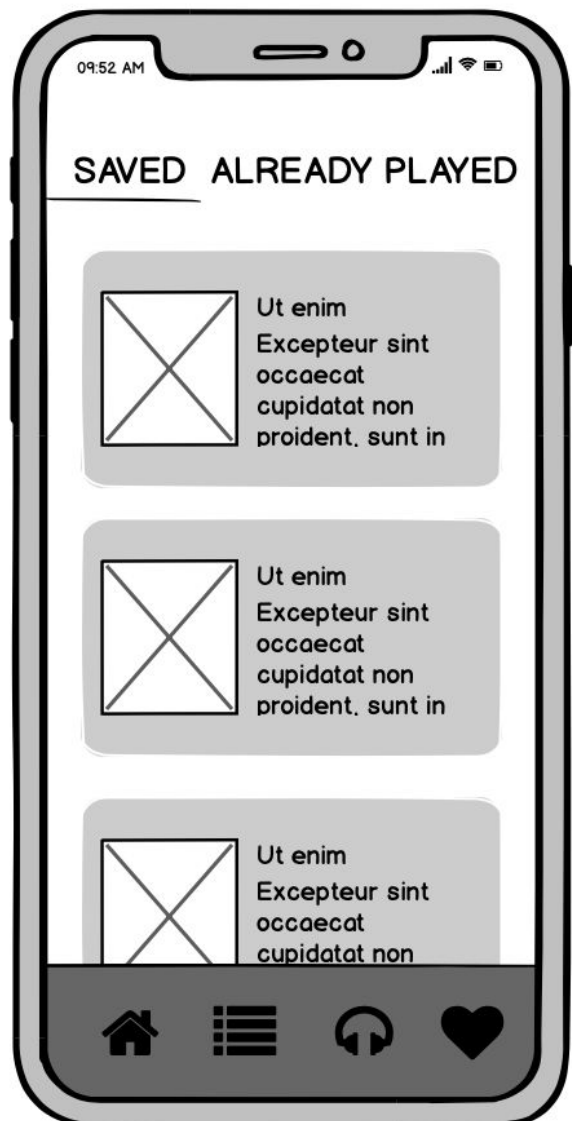 09:52 AM
SAVED ALREADY PLAYED
Ut enim
Excepteur sint
occaecat
cupidatat non
proident, sunt in
Ut enim
Excepteur sint
occaecat
cupidatat non
proident, sunt in
Ut enim
Excepteur sint
occaecat
cupidatat non